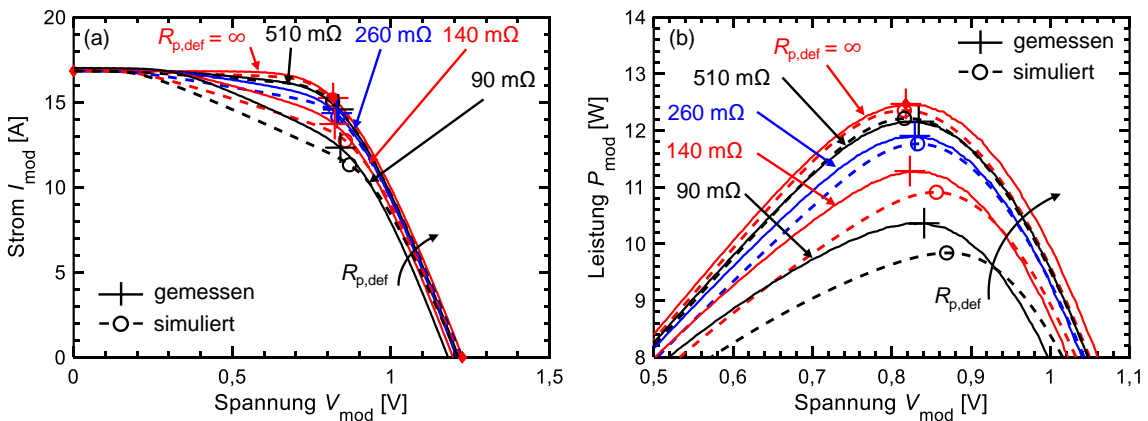 (a)
R_p,def = ∞
510 mΩ
260 mΩ
140 mΩ
90 mΩ
R_p,def
gemessen
simuliert
Strom I_mod [A]
20
15
10
5
0
0
0,5
1
1,5
Spannung V_mod [V]
(b)
R_p,def = ∞
510 mΩ
260 mΩ
140 mΩ
90 mΩ
gemessen
simuliert
R_p,def
Leistung P_mod [W]
14
13
12
11
10
9
8
0,5
0,6
0,7
0,8
0,9
1
1,1
Spannung V_mod [V]